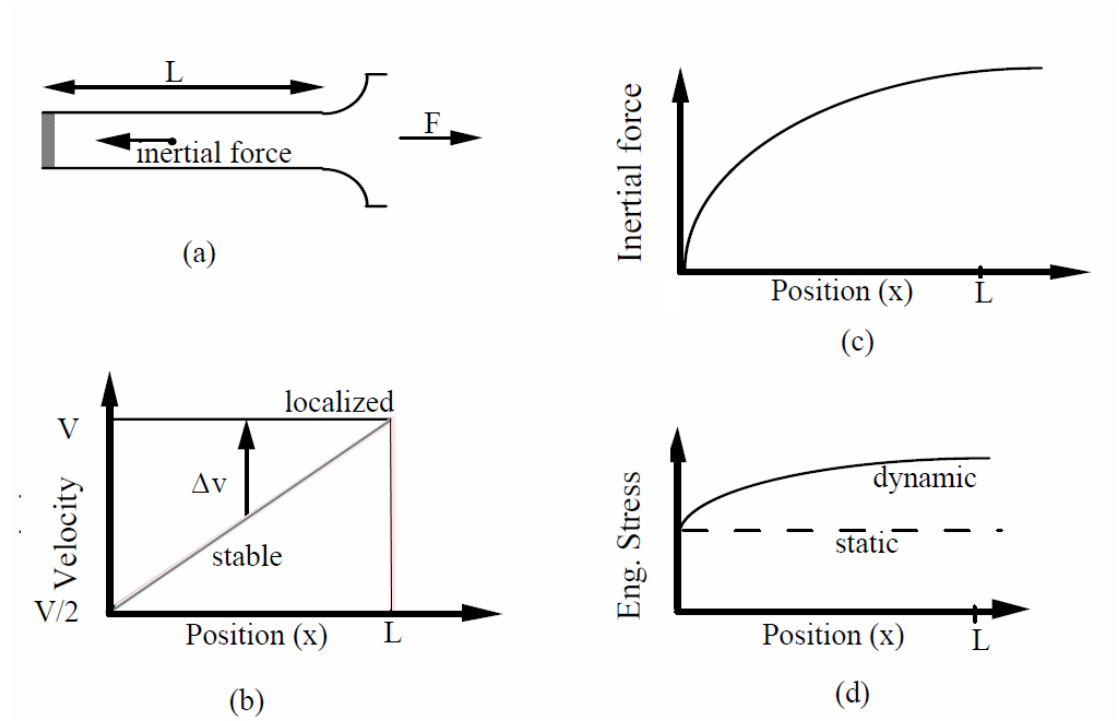 L
F
inertial force
(a)
Inertial force
Position (x)
L
(c)
V
localized
Δv
stable
Velocity
V/2
Position (x)
L
(b)
Eng. Stress
dynamic
static
Position (x)
L
(d)